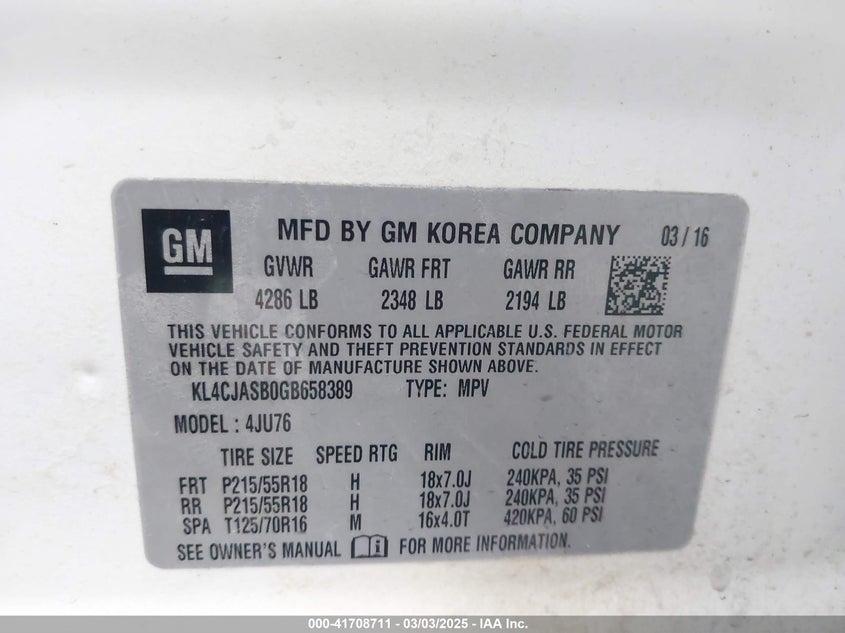 GM
MFD BY GM KOREA COMPANY 03/16
GVWR GAWR FRT GAWR RR
4286 LB 2348 LB 2194 LB
THIS VEHICLE CONFORMS TO ALL APPLICABLE U.S. FEDERAL MOTOR
VEHICLE SAFETY AND THEFT PREVENTION STANDARDS IN EFFECT
ON THE DATE OF MANUFACTURE SHOWN ABOVE.
KL4CJASB0GB658389 TYPE: MPV
MODEL: 4JU76
TIRE SIZE SPEED RTG RIM COLD TIRE PRESSURE
FRT P215/55R18 H 18x7.0J 240KPA, 35 PSI
RR P215/55R18 H 18x7.0J 240KPA, 35 PSI
SPA T125/70R16 M 16x4.0T 420KPA, 60 PSI
SEE OWNER'S MANUAL i FOR MORE INFORMATION.
000-41708711 - 03/03/2025 - IAA Inc.